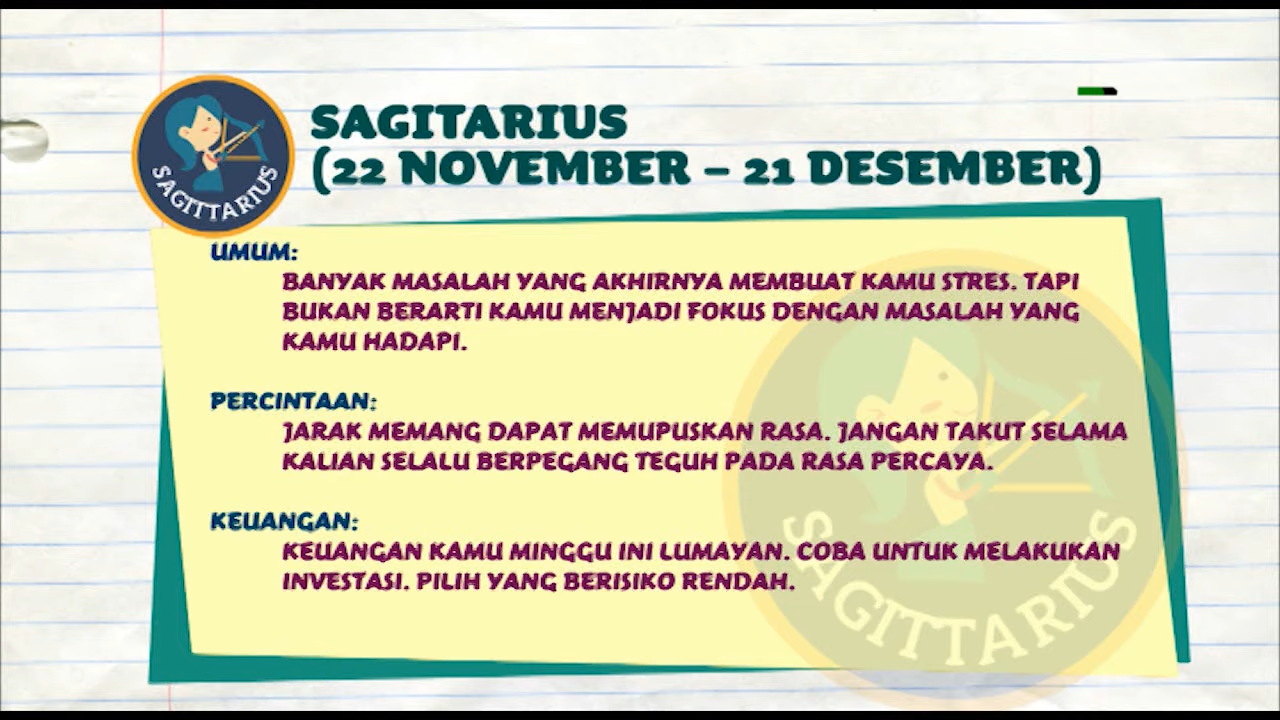 SAGITARIUS
(22 NOVEMBER – 21 DESEMBER)
SAGITTARIUS
UMUM:
BANYAK MASALAH YANG AKHIRNYA MEMBUAT KAMU STRES. TAPI
BUKAN BERARTI KAMU MENJADI FOKUS DENGAN MASALAH YANG
KAMU HADAPI.
PERCINTAAN:
JARAK MEMANG DAPAT MEMUPUSKAN RASA. JANGAN TAKUT SELAMA
KALIAN SELALU BERPEGANG TEGUH PADA RASA PERCAYA.
KEUANGAN:
KEUANGAN KAMU MINGGU INI LUMAYAN. COBA UNTUK MELAKUKAN
INVESTASI. PILIH YANG BERISIKO RENDAH.
SAGITTARIUS